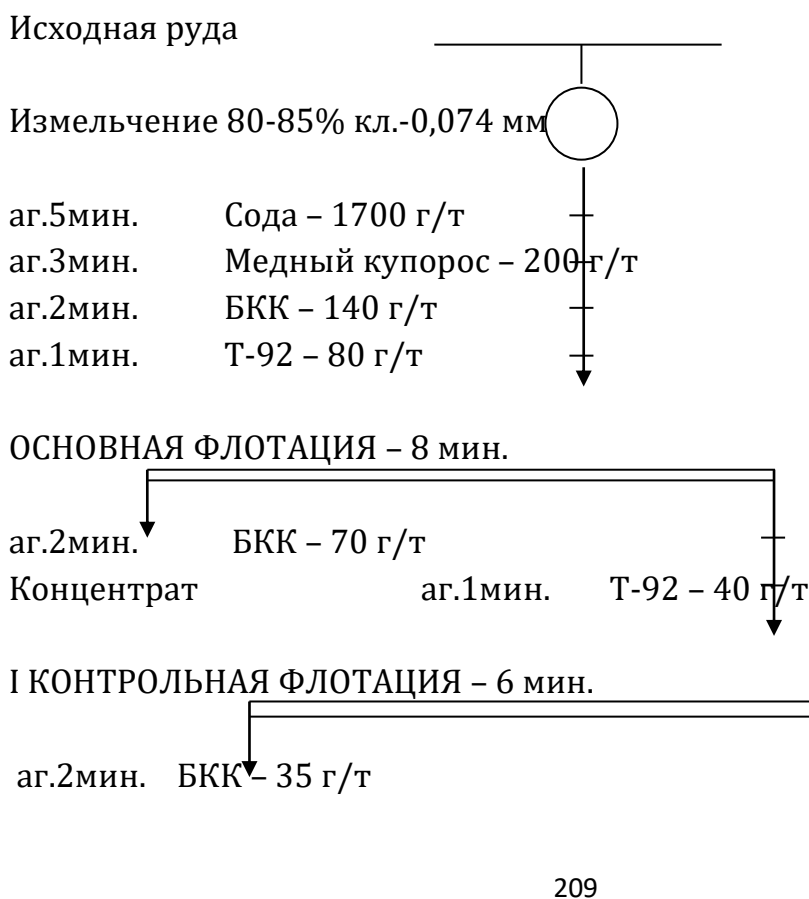 Исходная руда
Измельчение 80-85% кл.-0,074 мм
аг.5мин. Сода – 1700 г/т
аг.3мин. Медный купорос – 200 г/т
аг.2мин. БКК – 140 г/т
аг.1мин. Т-92 – 80 г/т
ОСНОВНАЯ ФЛОТАЦИЯ – 8 мин.
аг.2мин. БКК – 70 г/т
Концентрат аг.1мин. Т-92 – 40 г/т
I КОНТРОЛЬНАЯ ФЛОТАЦИЯ – 6 мин.
аг.2мин. БКК – 35 г/т
209